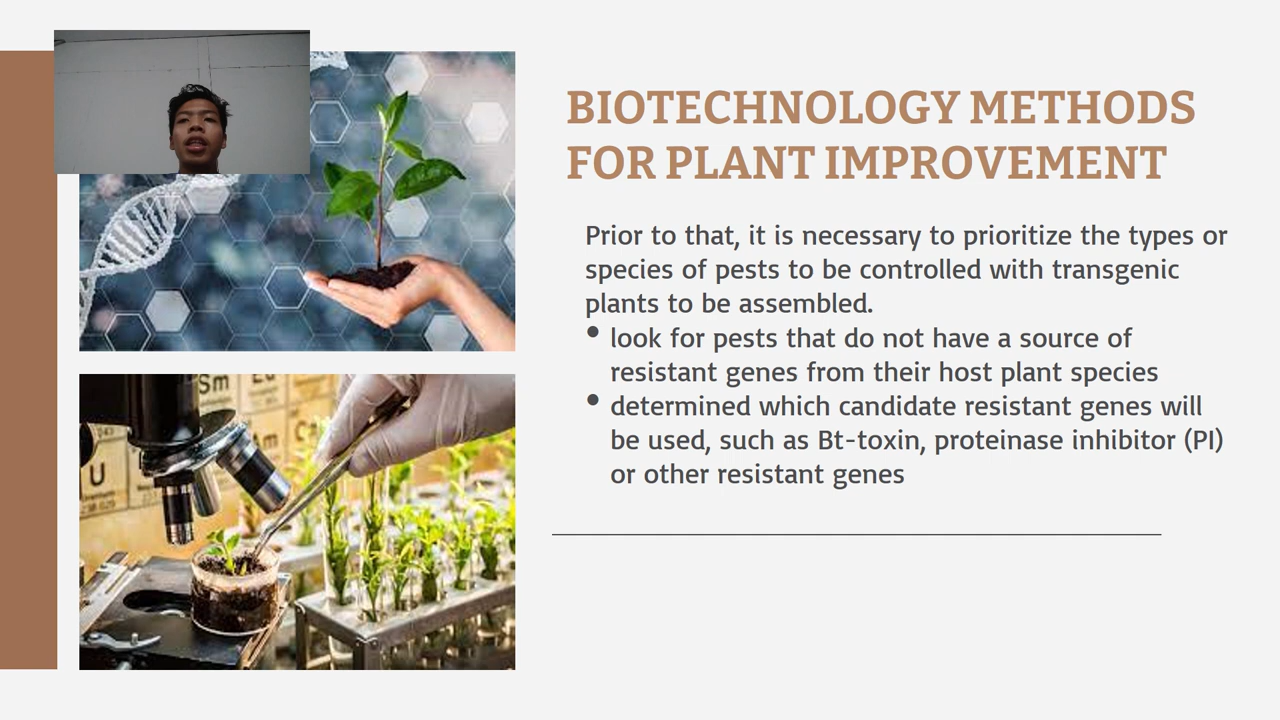 BIOTECHNOLOGY METHODS
FOR PLANT IMPROVEMENT
Prior to that, it is necessary to prioritize the types or
species of pests to be controlled with transgenic
plants to be assembled.
• look for pests that do not have a source of
resistant genes from their host plant species
• determined which candidate resistant genes will
be used, such as Bt-toxin, proteinase inhibitor (PI)
or other resistant genes
Sm
Am
Cm
U